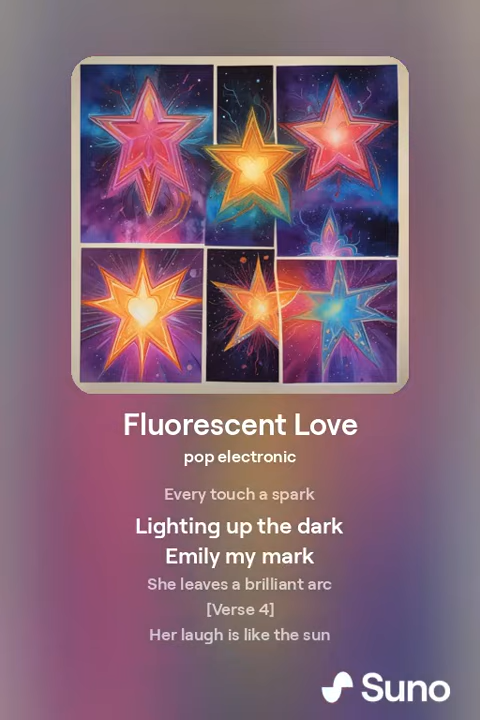 Fluorescent Love
pop electronic
Every touch a spark
Lighting up the dark
Emily my mark
She leaves a brilliant arc
[Verse 4]
Her laugh is like the sun
Suno